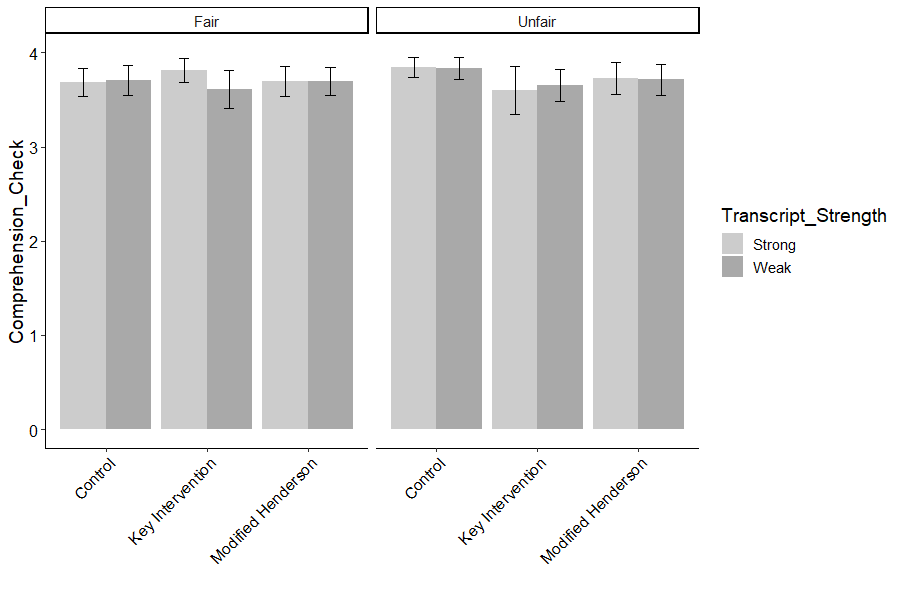 Fair
Unfair
Comprehension_Check
4
3
2
1
0
Control
Key Intervention
Modified Henderson
Control
Key Intervention
Modified Henderson
Transcript_Strength
Strong
Weak